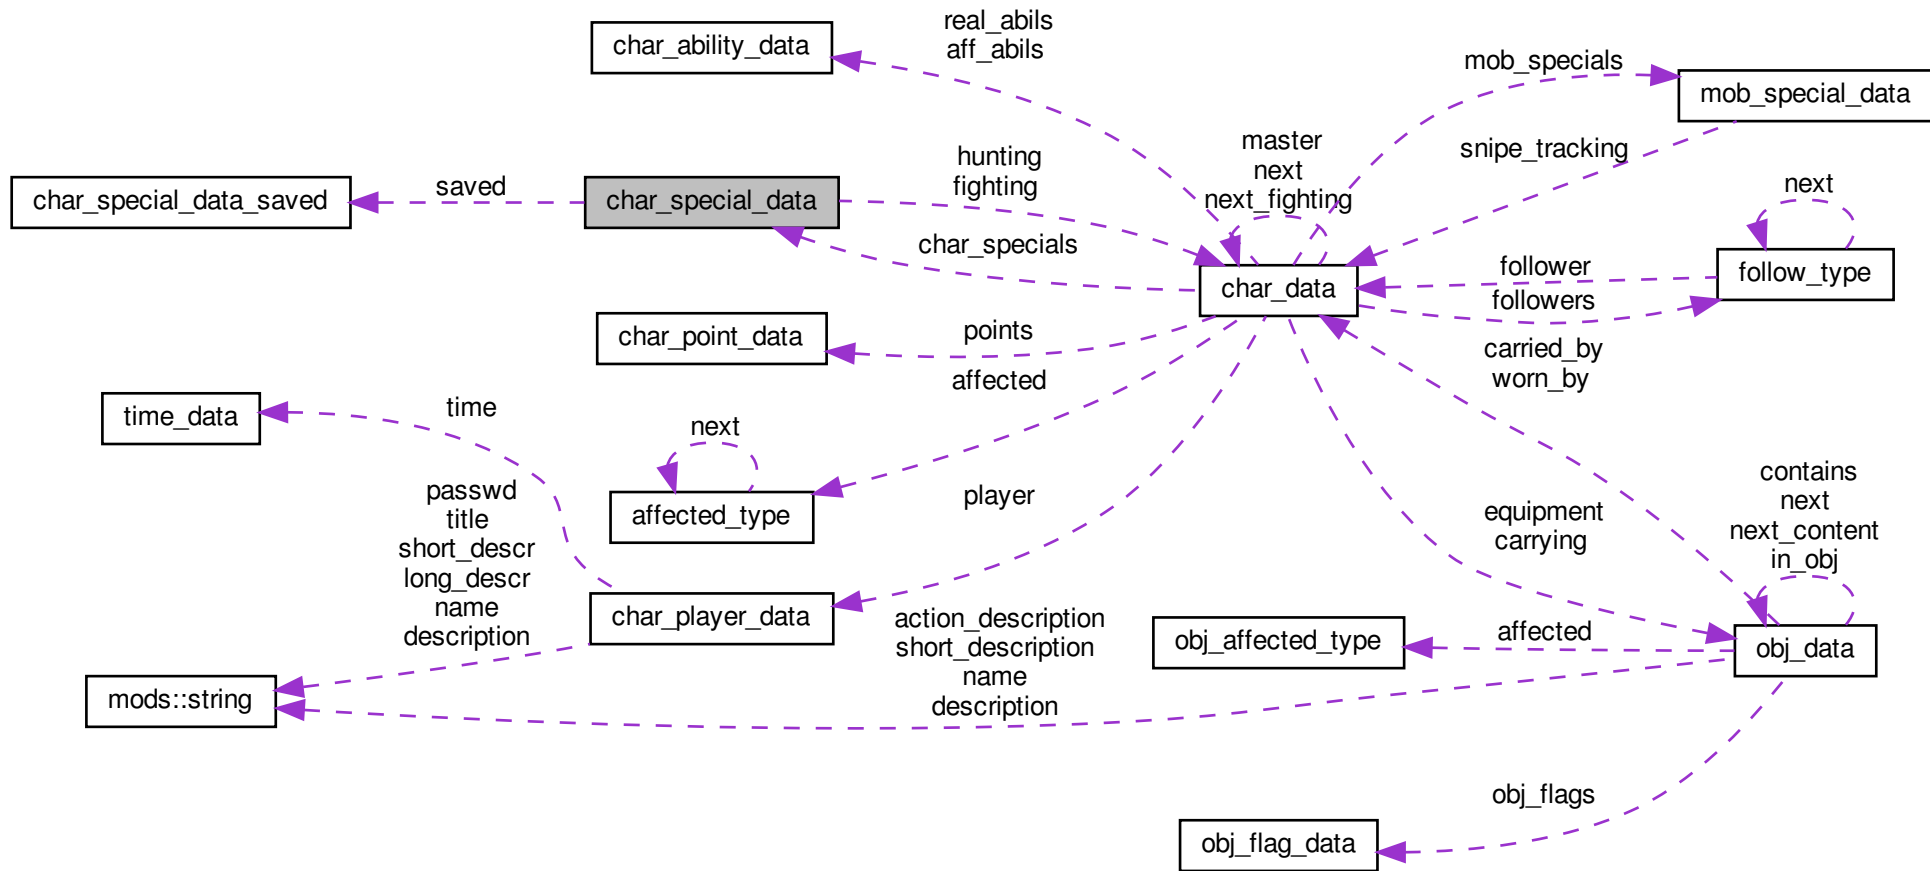 real_abils
aff_abils
char_ability_data
mob_specials
mob_special_data
master
next
next_fighting
hunting
fighting
snipe_tracking
next
saved
char_special_data_saved
char_special_data
char_specials
follower
follow_type
char_data
followers
points
char_point_data
carried_by
worn_by
affected
time
time_data
next
contains
next
next_content
in_obj
passwd
title
short_descr
long_descr
name
description
player
affected_type
equipment
carrying
char_player_data
action_description
short_description
name
description
obj_affected_type
affected
obj_data
mods::string
obj_flags
obj_flag_data